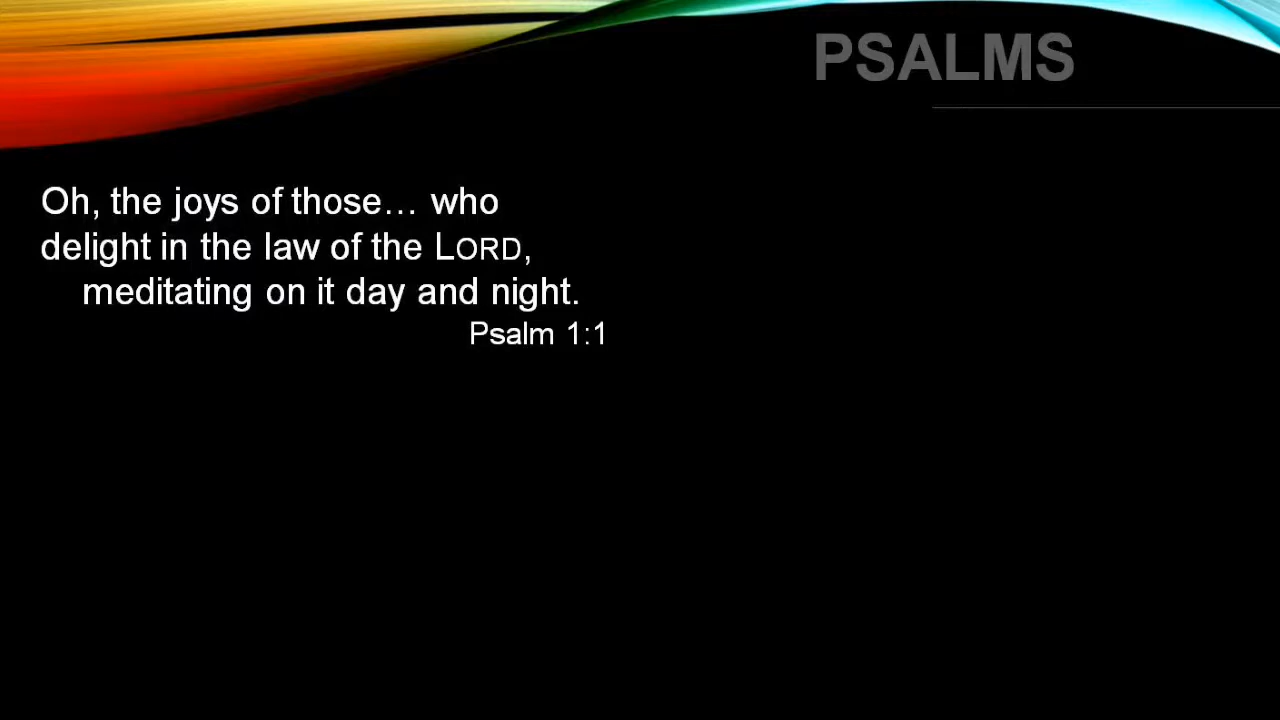 PSALMS
Oh, the joys of those… who
delight in the law of the LORD,
meditating on it day and night.
Psalm 1:1